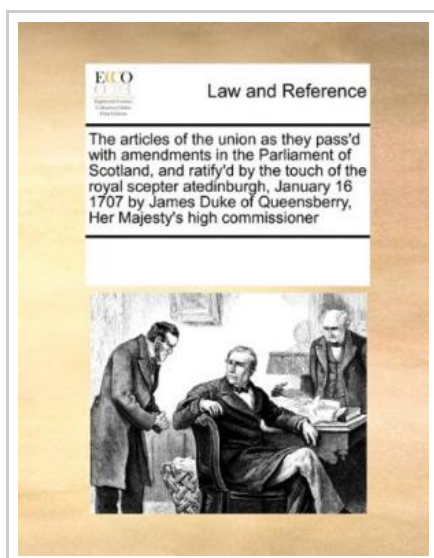 ECCO
Law and Reference
The articles of the union as they pass'd
with amendments in the Parliament of
Scotland, and ratify'd by the touch of the
royal scepter atedinburgh, January 16
1707 by James Duke of Queensberry,
Her Majesty's high commissioner